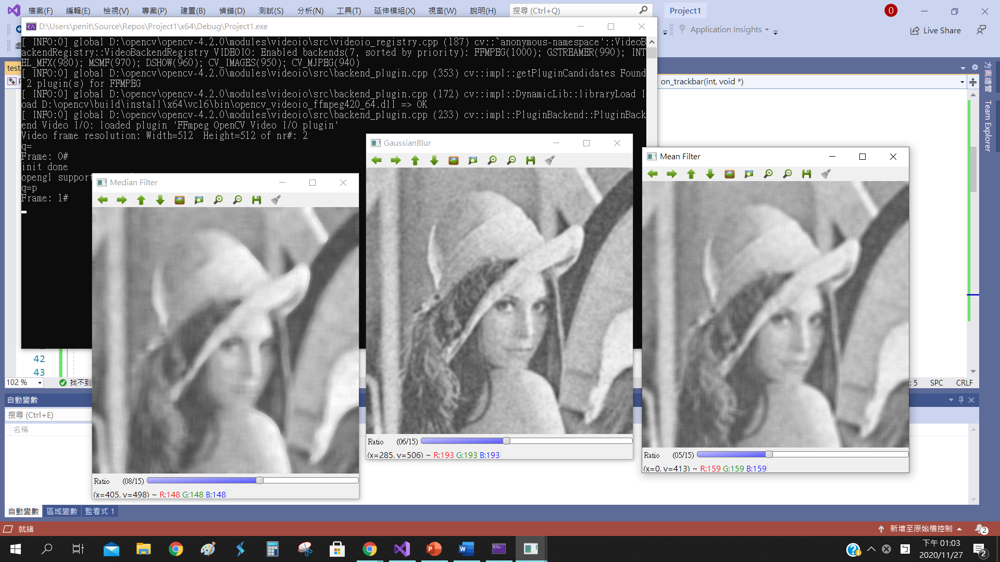 檔案(F) 編輯(E) 檢視(V) 專案(P) 建置(B) 偵錯(D) 測試(S) 分析(N) 工具(T) 延伸模組(X) 視窗(W) 說明(H) 搜尋 (Ctrl+Q) Project1 0
D:\Users\penit\Source\Repos\Project1\x64\Debug\Project1.exe
Application Insights
Live Share
[ INFO:0] global D:\opencv\opencv-4.2.0\modules\videoio\src\videoio_registry.cpp (187) cv::`anonymous-namespace'::VideoB
ackendRegistry::VideoBackendRegistry VIDEOIO: Enabled backends(7, sorted by priority): FFMPEG(1000); GSTREAMER(990); INT
EL_MFX(980); MSMF(970); DSHOW(960); CV_IMAGES(950); CV_MJPEG(940)
[ INFO:0] global D:\opencv\opencv-4.2.0\modules\videoio\src\backend_plugin.cpp (353) cv::impl::getPluginCandidates Found
2 plugin(s) for FFMPEG
[ INFO:0] global D:\opencv\opencv-4.2.0\modules\videoio\src\backend_plugin.cpp (172) cv::impl::DynamicLib::libraryLoad l
oad D:\opencv\build\install\x64\vc16\bin\opencv_videoio_ffmpeg420_64.dll => OK
[ INFO:0] global D:\opencv\opencv-4.2.0\modules\videoio\src\backend_plugin.cpp (233) cv::impl::PluginBackend::PluginBack
end Video I/O: loaded plugin 'FFmpeg OpenCV Video I/O plugin'
Video frame resolution: Width=512  Height=512 of nr#: 2
q=
Frame: 0#
init done
opengl support
q=p
Frame: 1#
test
on_trackbar(int, void *)
方案總管
Team Explorer
Median Filter
Ratio (08/15)
(x=405, y=498) ~ R:148 G:148 B:148
GaussianBlur
Ratio (06/15)
(x=285, y=506) ~ R:193 G:193 B:193
Mean Filter
Ratio (05/15)
(x=0, y=413) ~ R:159 G:159 B:159
42
43
102 %
找不到
: 5 SPC CRLF
自動變數
搜尋 (Ctrl+E)
名稱
自動變數 區域變數 監看式 1
就緒
新增至原始檔控制
2
下午 01:03
2020/11/27
2